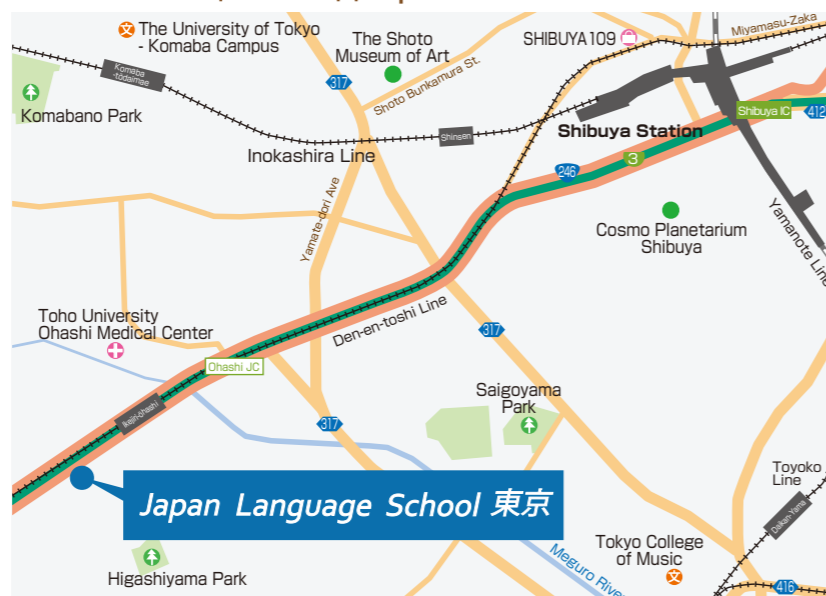 The University of Tokyo
- Komaba Campus
The Shoto
Museum of Art
SHIBUYA109
Miyamasu-Zaka
Komaba
-tōdaimae
317
Shoto Bunkamura St.
Komabano Park
Shinsen
Shibuya Station
Shibuya IC
412
Inokashira Line
246
3
Yamate-dori Ave
Cosmo Planetarium
Shibuya
Yamanote Line
Toho University
Ohashi Medical Center
Den-en-toshi Line
317
Ohashi JC
Saigoyama
Park
Ikejiri-ōhashi
317
Japan Language School 東京
Toyoko
Line
Daikan-Yama
Higashiyama Park
Meguro River
Tokyo College
of Music
文
416